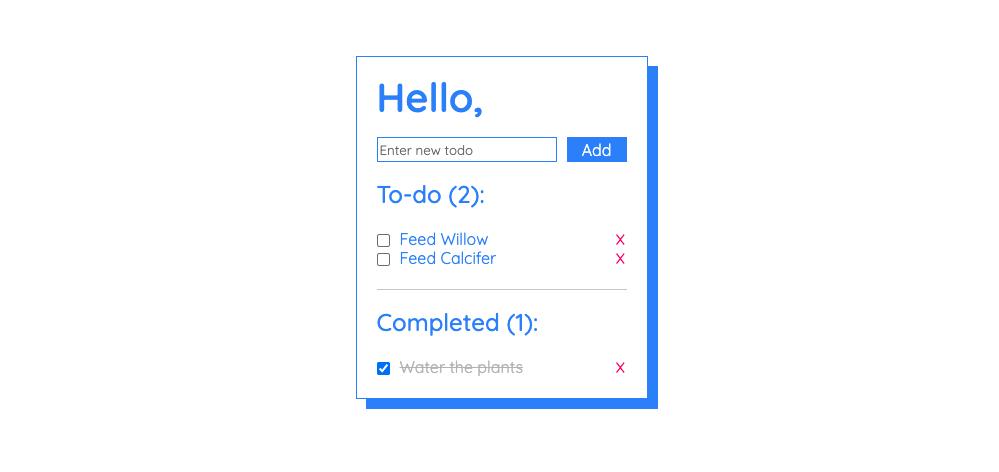 Hello,
Enter new todo Add
To-do (2):
Feed Willow X
Feed Calcifer X
Completed (1):
Water the plants X